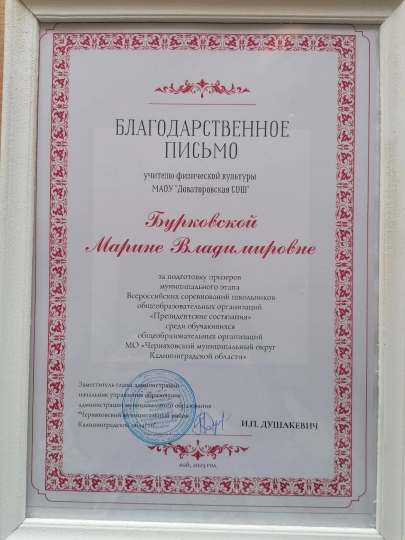 БЛАГОДАРСТВЕННОЕ
ПИСЬМО
учителю физической культуры
МАОУ "Доваторовская СОШ"
Бурковской
Марине Владимировне
за подготовку призеров
муниципального этапа
Всероссийских соревнований школьников
общеобразовательных организаций
«Президентские состязания»
среди обучающихся
общеобразовательных организаций
МО «Черняховский муниципальный округ
Калининградской области»
Заместитель главы администрации
начальник управления образования
администрации муниципального образования
"Черняховский муниципальный район
Калининградской области"
И.П. ДУШАКЕВИЧ
май, 2023 год